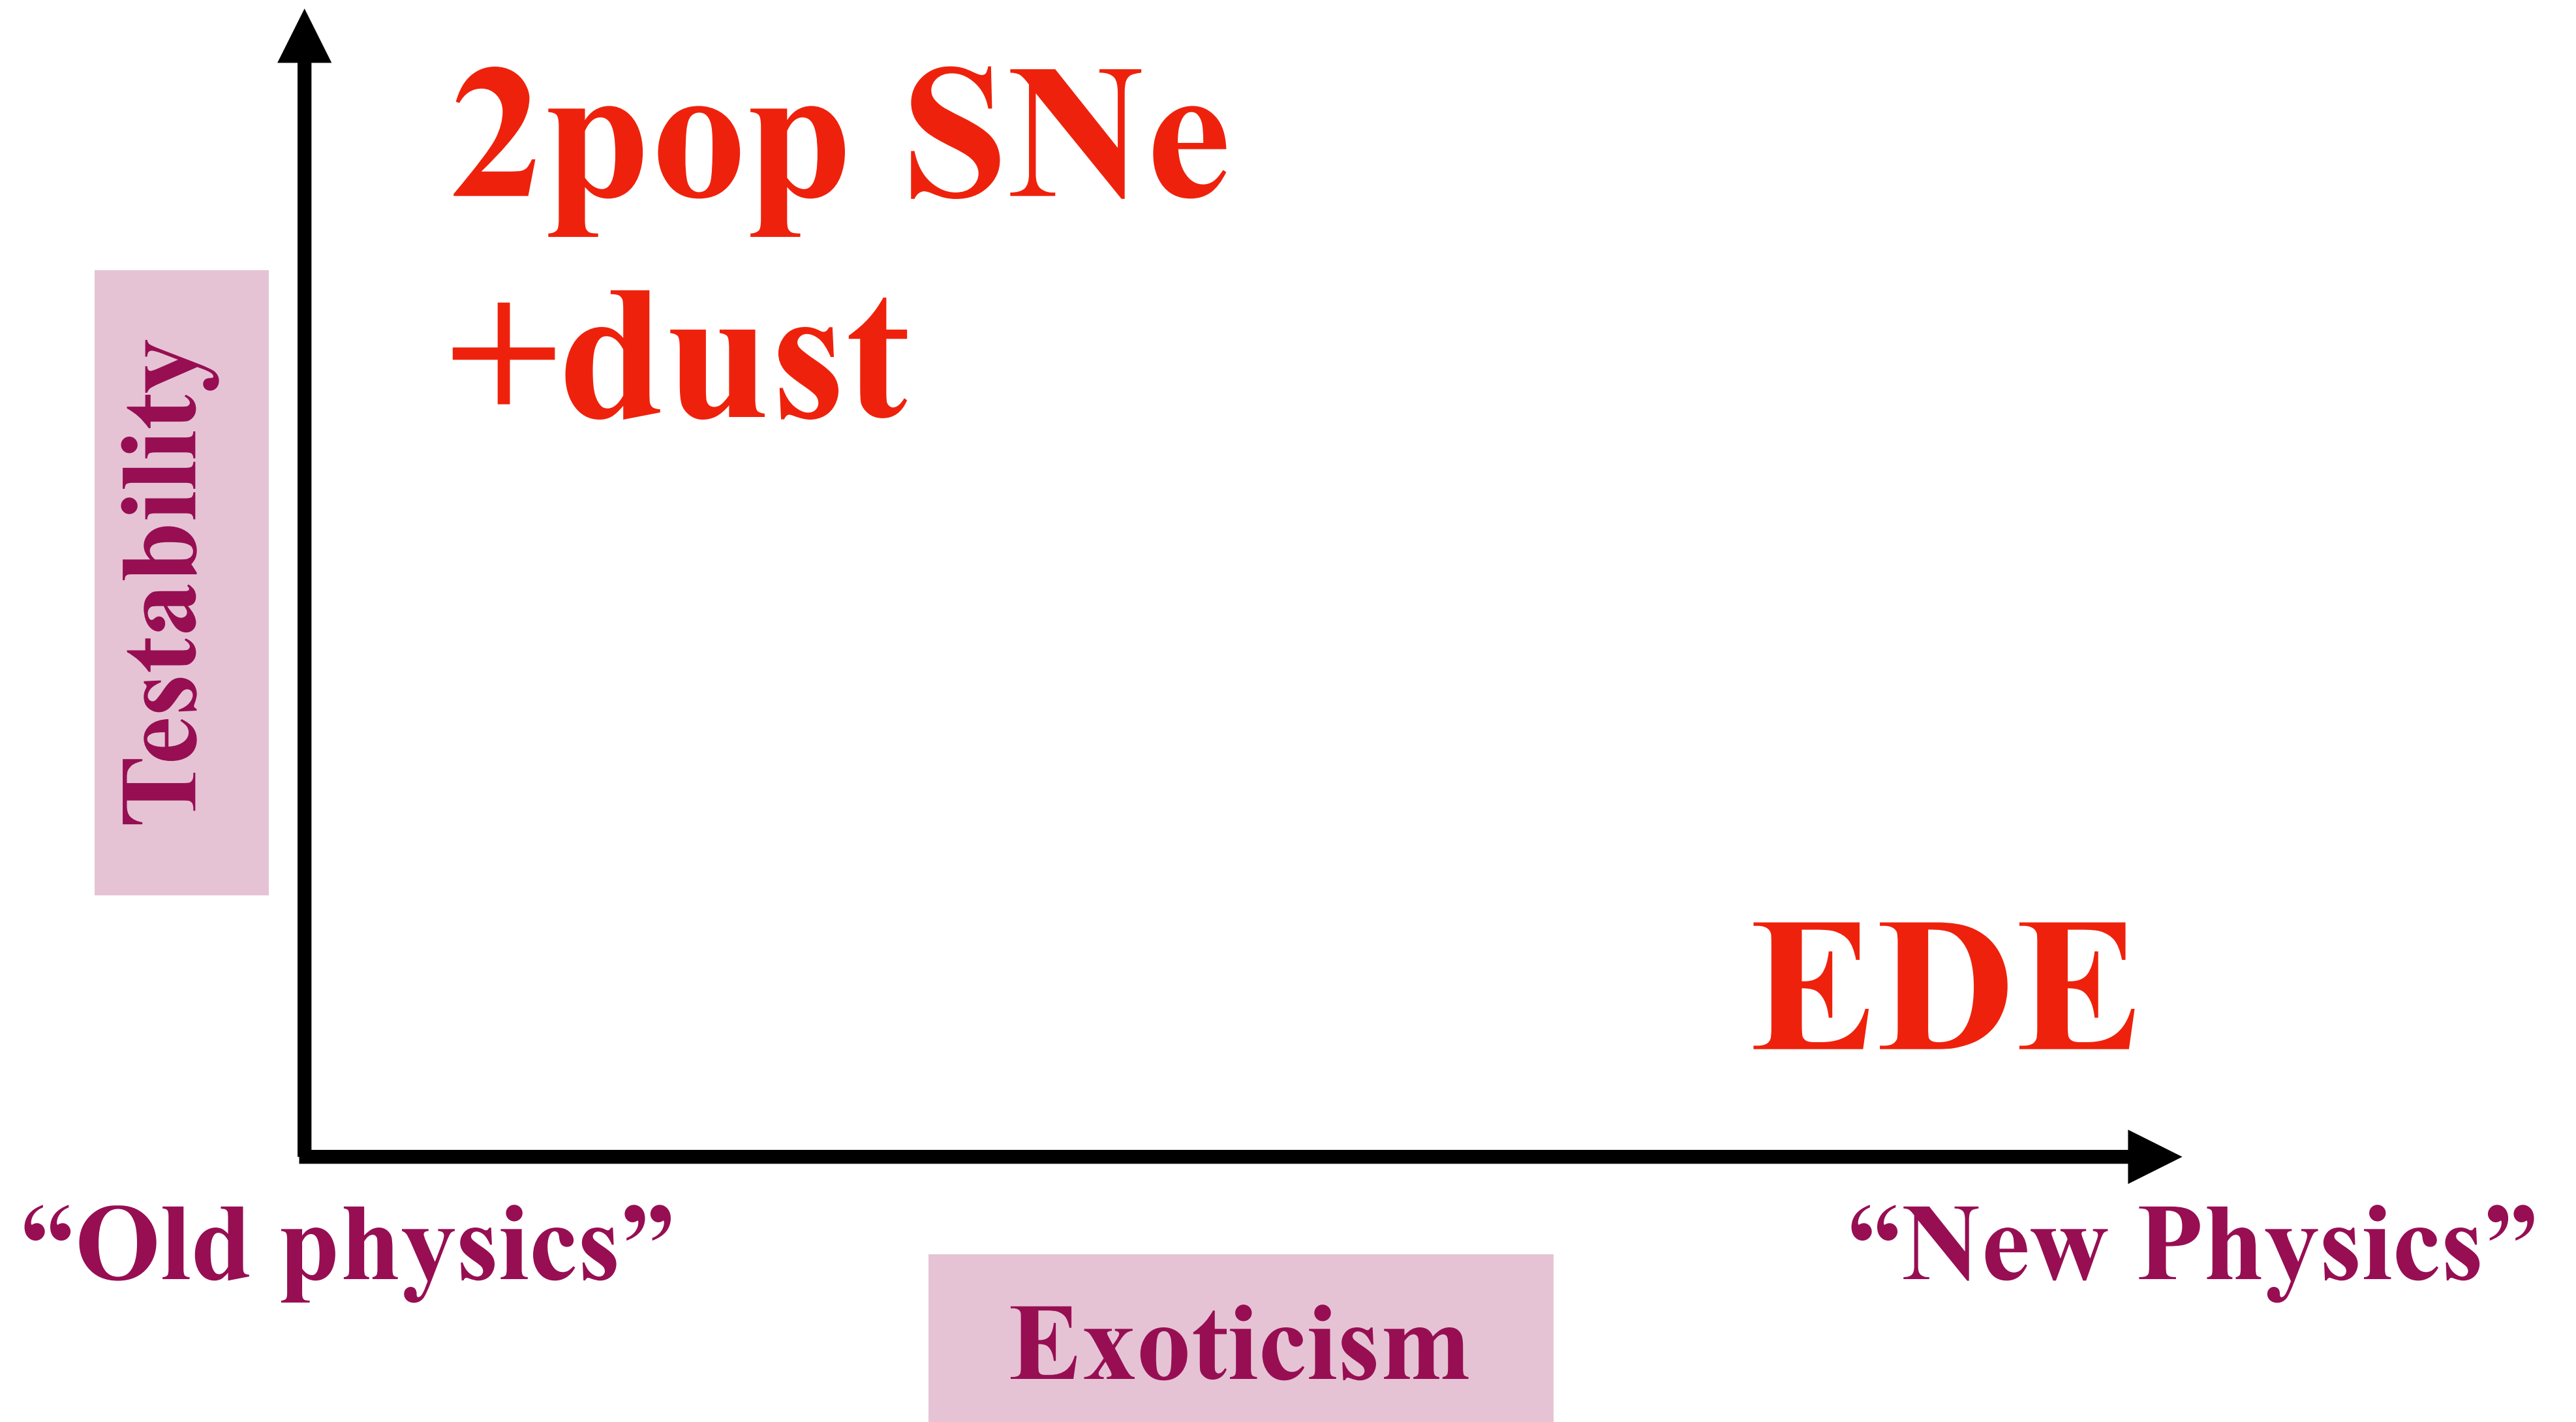 2pop SNe
+dust
Testability
EDE
“Old physics”
“New Physics”
Exoticism